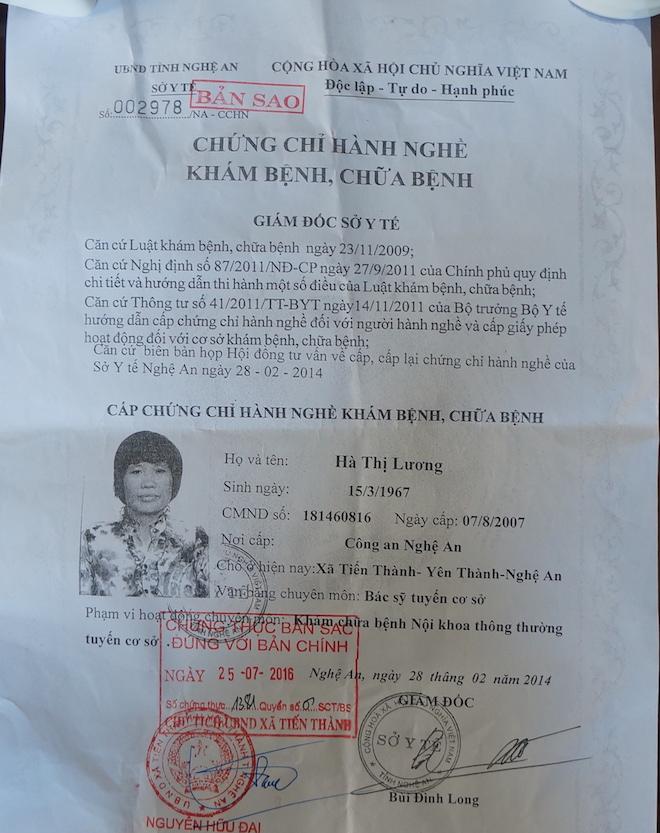 UBND TỈNH NGHỆ AN
CỘNG HÒA XÃ HỘI CHỦ NGHĨA VIỆT NAM
SỞ Y TẾ
Độc lập - Tự do - Hạnh phúc
BẢN SAO
Số: 002978 /NA - CCHN
CHỨNG CHỈ HÀNH NGHỀ
KHÁM BỆNH, CHỮA BỆNH
GIÁM ĐỐC SỞ Y TẾ
Căn cứ Luật khám bệnh, chữa bệnh ngày 23/11/2009;
Căn cứ Nghị định số 87/2011/NĐ-CP ngày 27/9/2011 của Chính phủ quy định
chi tiết và hướng dẫn thi hành một số điều của Luật khám bệnh, chữa bệnh;
Căn cứ Thông tư số 41/2011/TT-BYT ngày14/11/2011 của Bộ trưởng Bộ Y tế
hướng dẫn cấp chứng chỉ hành nghề đối với người hành nghề và cấp giấy phép
hoạt động đối với cơ sở khám bệnh, chữa bệnh;
Căn cứ biên bản họp Hội đồng tư vấn về cấp, cấp lại chứng chỉ hành nghề của
Sở Y tế Nghệ An ngày 28 - 02 - 2014
CẤP CHỨNG CHỈ HÀNH NGHỀ KHÁM BỆNH, CHỮA BỆNH
Họ và tên: Hà Thị Lương
Sinh ngày: 15/3/1967
CMND số: 181460816 Ngày cấp: 07/8/2007
Nơi cấp: Công an Nghệ An
Chỗ ở hiện nay:Xã Tiến Thành- Yên Thành-Nghệ An
Văn bằng chuyên môn: Bác sỹ tuyến cơ sở
Phạm vi hoạt động chuyên môn: Khám chữa bệnh Nội khoa thông thường
tuyến cơ sở.
CHỨNG THỰC BẢN SAO
ĐÚNG VỚI BẢN CHÍNH
NGÀY 25-07-2016
Nghệ An, ngày 28 tháng 02 năm 2014
Số chứng thực 1381 Quyển số SCT/BS
GIÁM ĐỐC
CHỦ TỊCH UBND XÃ TIẾN THÀNH
SỞ Y TẾ
TỈNH NGHỆ AN
Bùi Đình Long
NGUYỄN HỮU ĐẠI